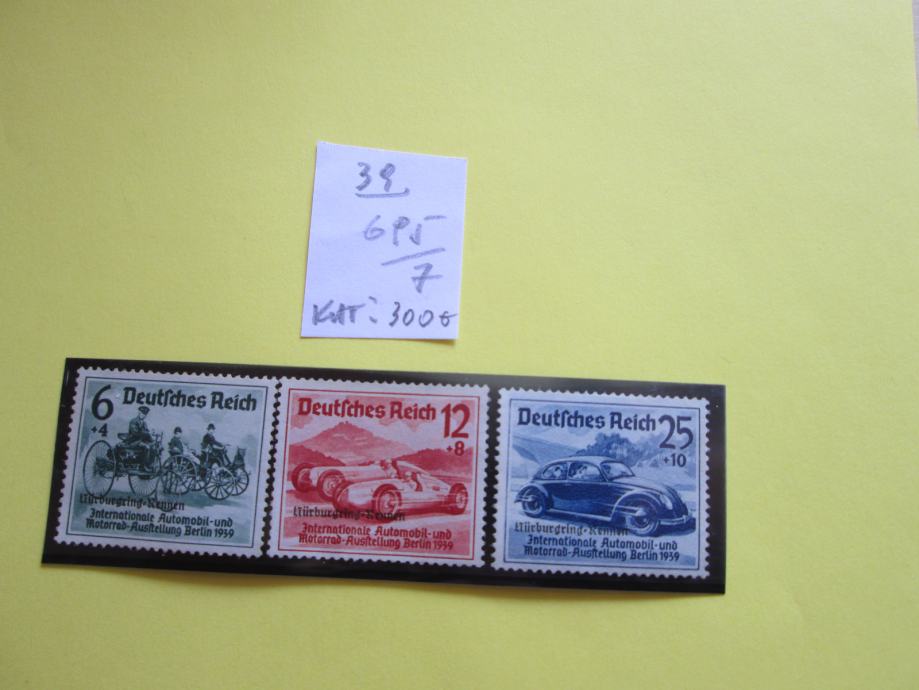 39
695
7
KAT: 300€
6 Deutsches Reich
+4
Nürburgring-Rennen
Internationale Automobil-und
Motorrad-Ausstellung Berlin 1939
Deutsches Reich 12
+8
Nürburgring-Rennen
Internationale Automobil-und
Motorrad-Ausstellung Berlin 1939
Deutsches Reich 25
+10
Nürburgring-Rennen
Internationale Automobil-und
Motorrad-Ausstellung Berlin 1939